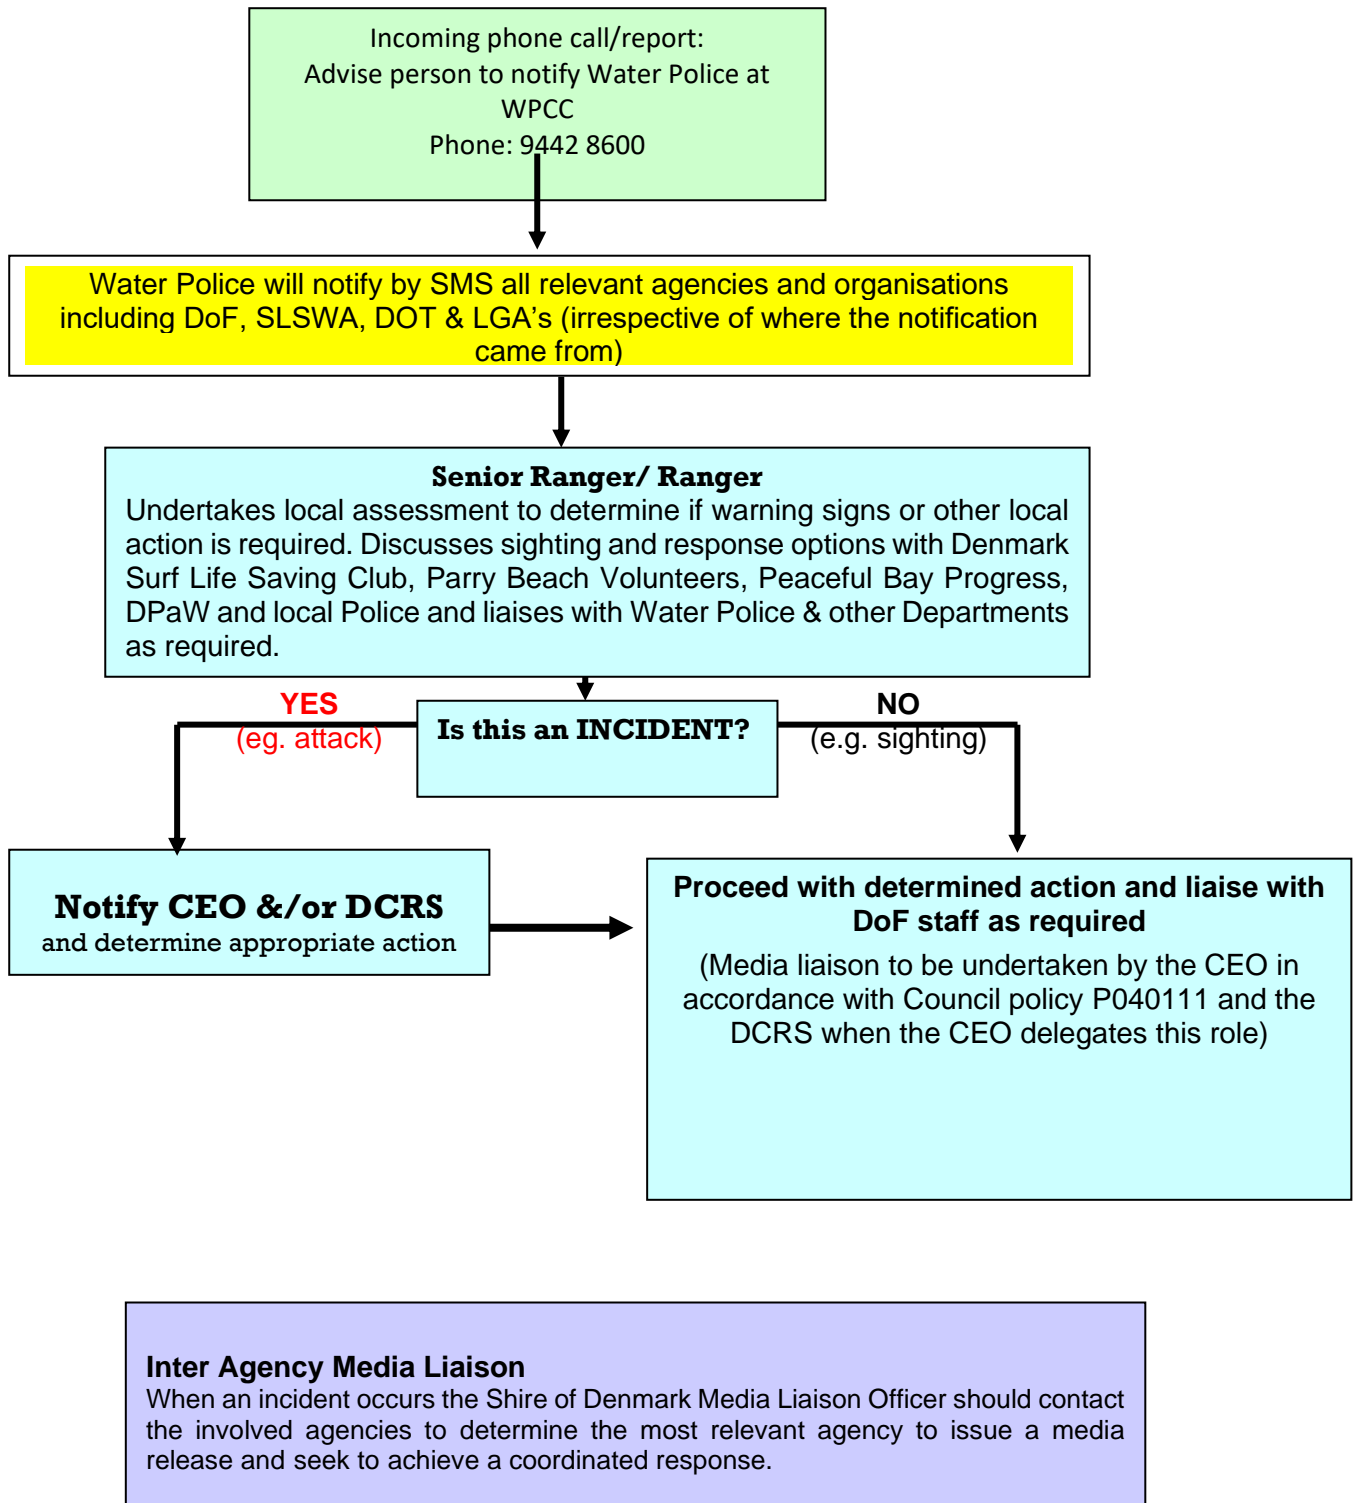 Incoming phone call/report:
Advise person to notify Water Police at
WPCC
Phone: 9442 8600
Water Police will notify by SMS all relevant agencies and organisations
including DoF, SLSWA, DOT & LGA’s (irrespective of where the notification
came from)
Senior Ranger/ Ranger
Undertakes local assessment to determine if warning signs or other local
action is required. Discusses sighting and response options with Denmark
Surf Life Saving Club, Parry Beach Volunteers, Peaceful Bay Progress,
DPaW and local Police and liaises with Water Police & other Departments
as required.
YES
(eg. attack)
Is this an INCIDENT?
NO
(e.g. sighting)
Notify CEO &/or DCRS
and determine appropriate action
Proceed with determined action and liaise with
DoF staff as required
(Media liaison to be undertaken by the CEO in
accordance with Council policy P040111 and the
DCRS when the CEO delegates this role)
Inter Agency Media Liaison
When an incident occurs the Shire of Denmark Media Liaison Officer should contact
the involved agencies to determine the most relevant agency to issue a media
release and seek to achieve a coordinated response.